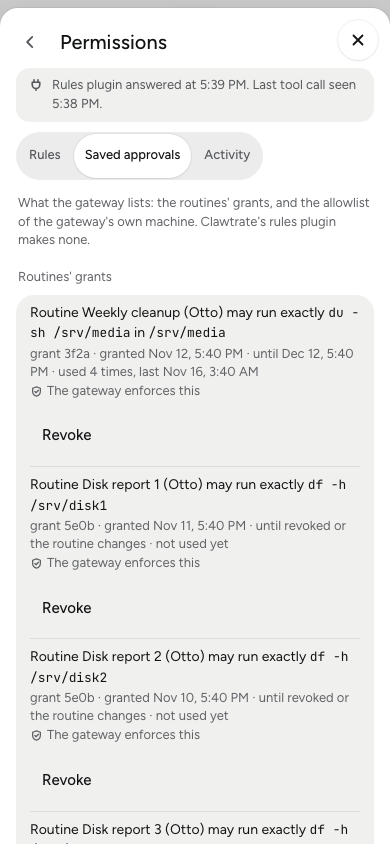 Permissions
Rules plugin answered at 5:39 PM. Last tool call seen
5:38 PM.
Rules
Saved approvals
Activity
What the gateway lists: the routines' grants, and the allowlist
of the gateway's own machine. Clawtrate's rules plugin
makes none.
Routines' grants
Routine Weekly cleanup (Otto) may run exactly du -
sh /srv/media in /srv/media
grant 3f2a · granted Nov 12, 5:40 PM · until Dec 12, 5:40
PM · used 4 times, last Nov 16, 3:40 AM
The gateway enforces this
Revoke
Routine Disk report 1 (Otto) may run exactly df -h
/srv/disk1
grant 5e0b · granted Nov 11, 5:40 PM · until revoked or
the routine changes · not used yet
The gateway enforces this
Revoke
Routine Disk report 2 (Otto) may run exactly df -h
/srv/disk2
grant 5e0b · granted Nov 10, 5:40 PM · until revoked or
the routine changes · not used yet
The gateway enforces this
Revoke
Routine Disk report 3 (Otto) may run exactly df -h